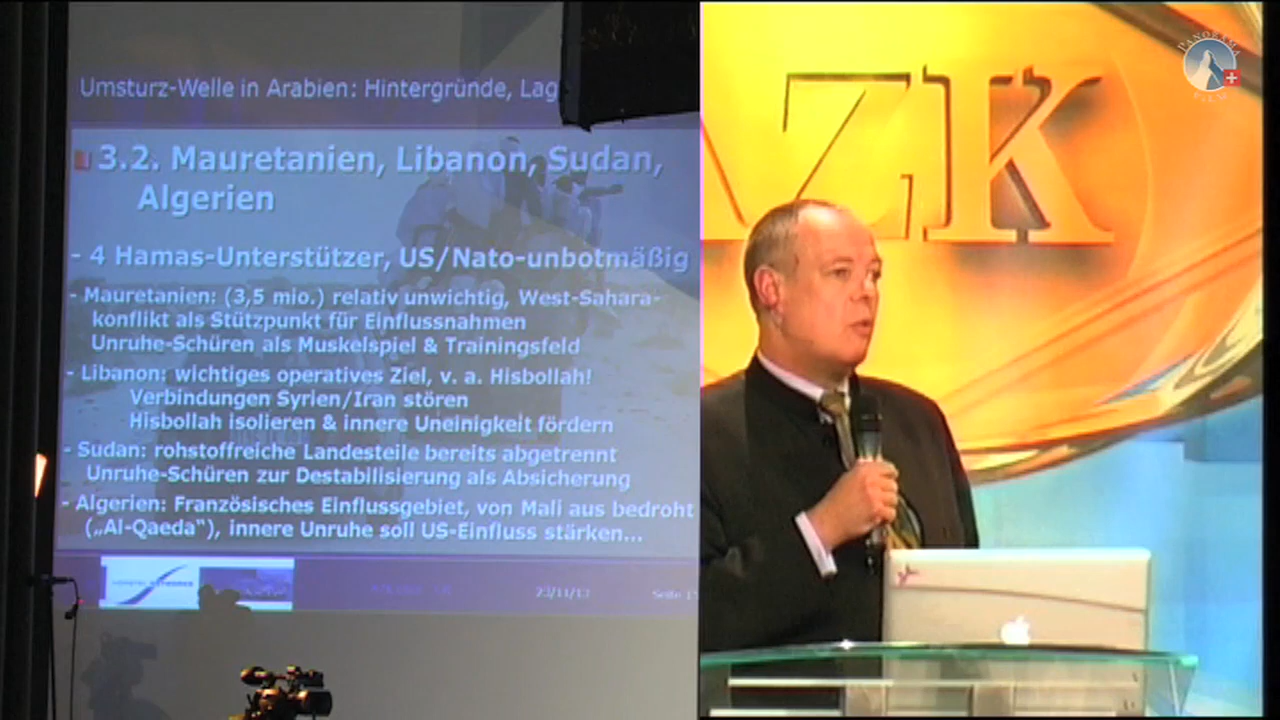 Umsturz-Welle in Arabien: Hintergründe, Lag
3.2. Mauretanien, Libanon, Sudan,
Algerien
- 4 Hamas-Unterstützer, US/Nato-unbotmäßig
- Mauretanien: (3,5 mio.) relativ unwichtig, West-Sahara-
konflikt als Stützpunkt für Einflussnahmen
Unruhe-Schüren als Muskelspiel & Trainingsfeld
- Libanon: wichtiges operatives Ziel, v. a. Hisbollah!
Verbindungen Syrien/Iran stören
Hisbollah isolieren & innere Uneinigkeit fördern
- Sudan: rohstoffreiche Landesteile bereits abgetrennt
Unruhe-Schüren zur Destabilisierung als Absicherung
- Algerien: Französisches Einflussgebiet, von Mali aus bedroht
(„Al-Qaeda“), innere Unruhe soll US-Einfluss stärken...
Seite
AZK
PANORAMA
FILM